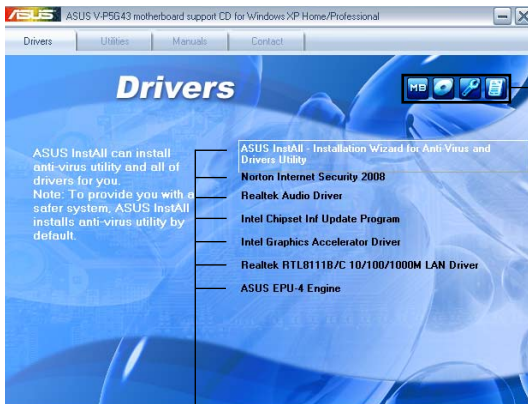 ASUS ASUS V-P5G43 motherboard support CD for Windows XP Home/Professional
Drivers Utilities Manuals Contact
Drivers
MB
ASUS InstAll can install
anti-virus utility and all of
drivers for you.
Note: To provide you with a
safer system, ASUS InstAll
installs anti-virus utility by
default.
ASUS InstAll - Installation Wizard for Anti-Virus and
Drivers Utility
Norton Internet Security 2008
Realtek Audio Driver
Intel Chipset Inf Update Program
Intel Graphics Accelerator Driver
Realtek RTL8111B/C 10/100/1000M LAN Driver
ASUS EPU-4 Engine